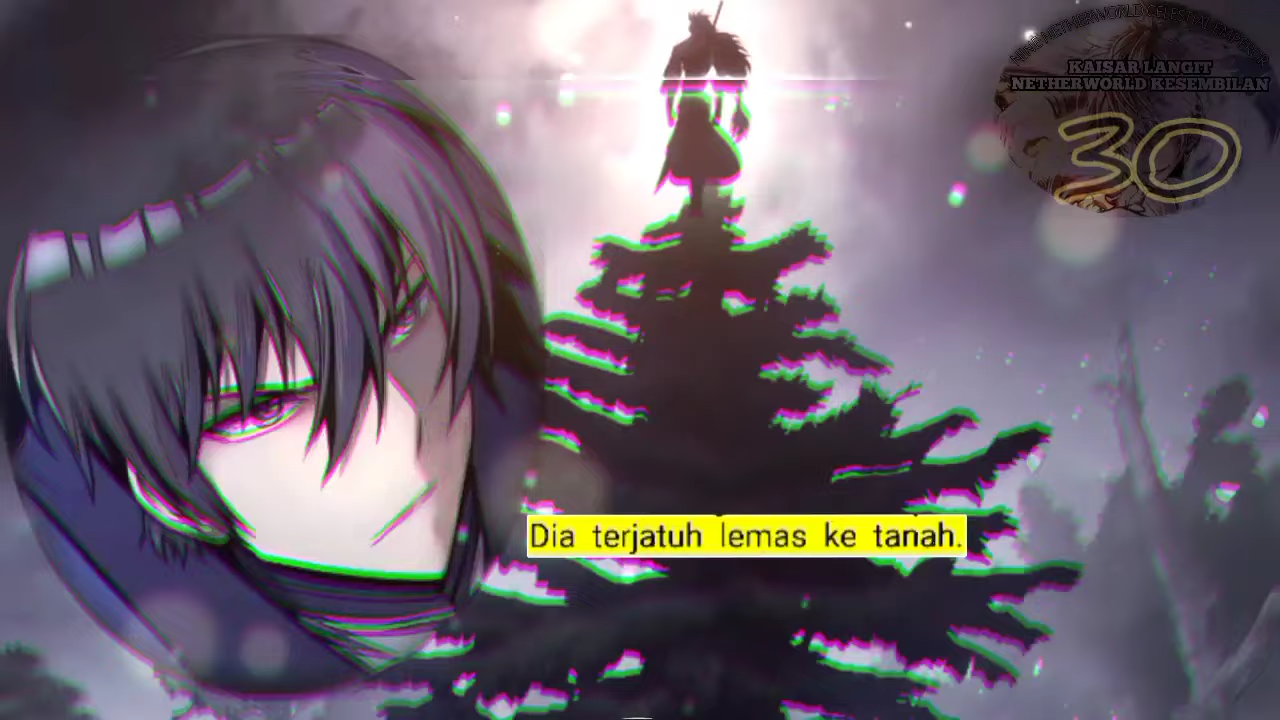 KAISAR LANGIT
NETHERWORLD KESEMBILAN
30
Dia terjatuh lemas ke tanah.